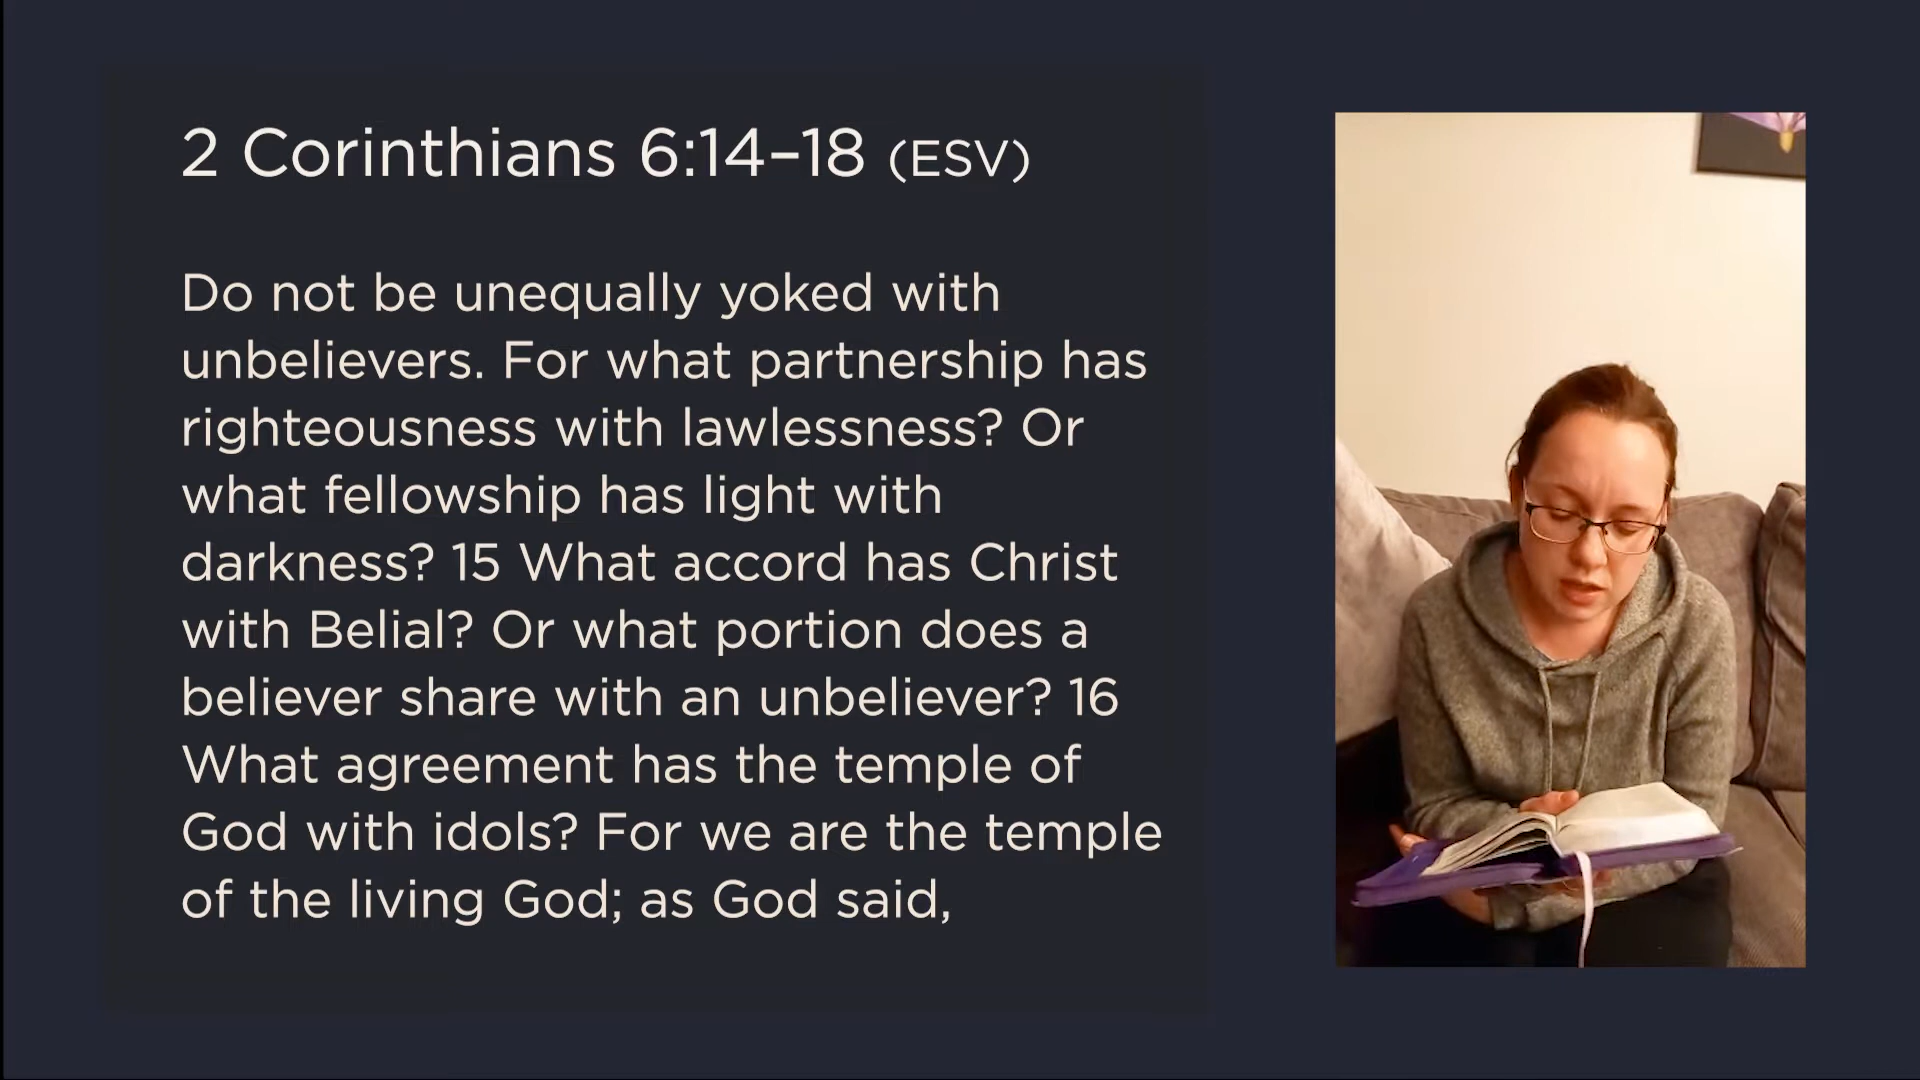 2 Corinthians 6:14–18 (ESV)
Do not be unequally yoked with
unbelievers. For what partnership has
righteousness with lawlessness? Or
what fellowship has light with
darkness? 15 What accord has Christ
with Belial? Or what portion does a
believer share with an unbeliever? 16
What agreement has the temple of
God with idols? For we are the temple
of the living God; as God said,